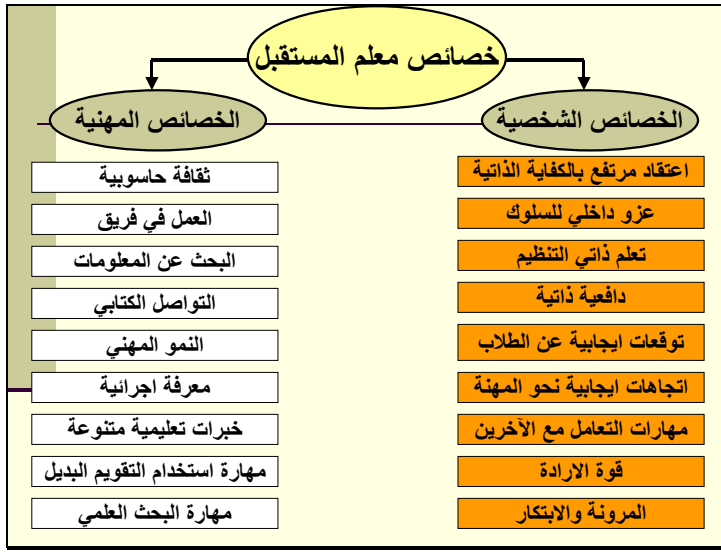 خصائص معلم المستقبل
الخصائص الشخصية
اعتقاد مرتفع بالكفاية الذاتية
عزو داخلي للسلوك
تعلم ذاتي التنظيم
دافعية ذاتية
توقعات ايجابية عن الطلاب
اتجاهات ايجابية نحو المهنة
مهارات التعامل مع الآخرين
قوة الارادة
المرونة والابتكار
الخصائص المهنية
ثقافة حاسوبية
العمل في فريق
البحث عن المعلومات
التواصل الكتابي
النمو المهني
معرفة اجرائية
خبرات تعليمية متنوعة
مهارة استخدام التقويم البديل
مهارة البحث العلمي